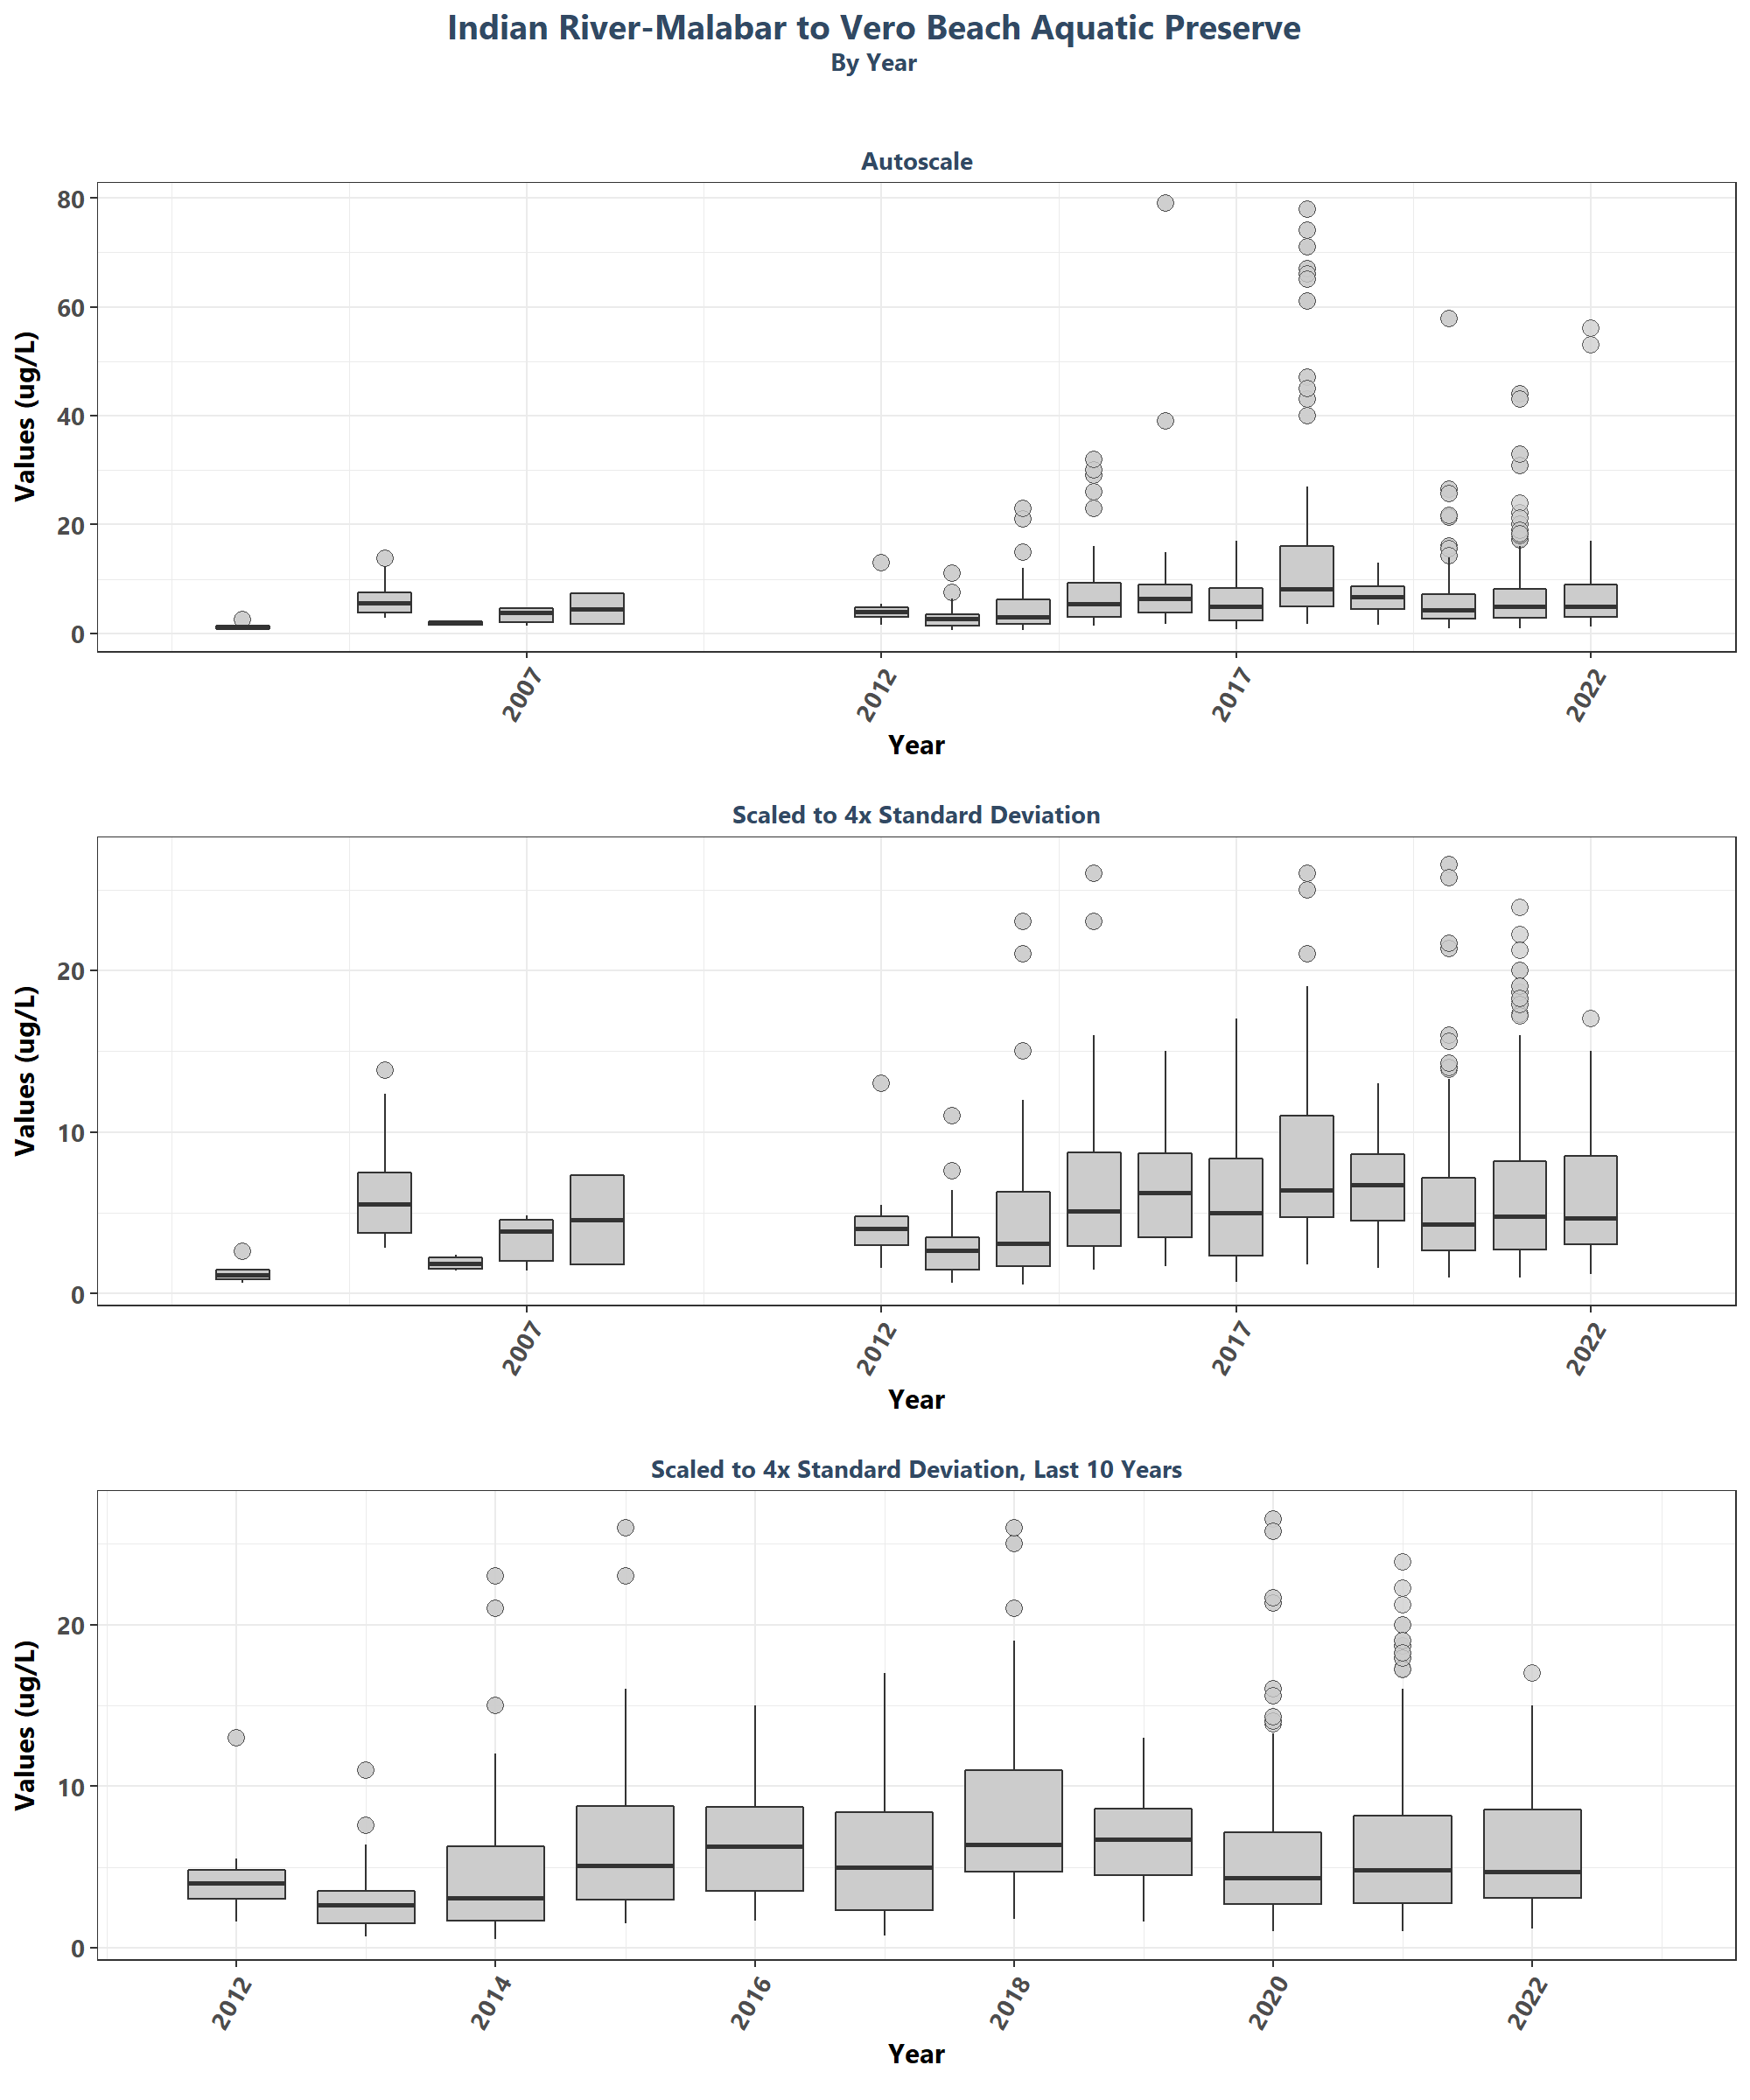 Indian River-Malabar to Vero Beach Aquatic Preserve
By Year
Autoscale
Values (ug/L)
80
60
40
20
0
2007
2012
2017
2022
Year
Scaled to 4x Standard Deviation
Values (ug/L)
20
10
0
2007
2012
2017
2022
Year
Scaled to 4x Standard Deviation, Last 10 Years
Values (ug/L)
20
10
0
2012
2014
2016
2018
2020
2022
Year